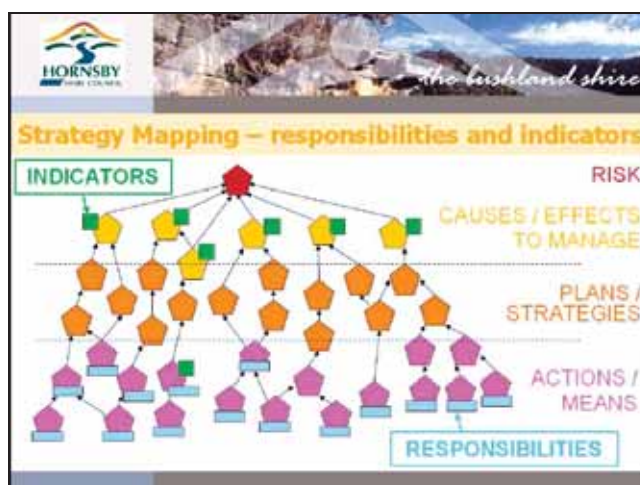 HORNSBY
SHIRE COUNCIL
the bushland shire
Strategy Mapping – responsibilities and indicators
INDICATORS
RISK
CAUSES / EFFECTS
TO MANAGE
PLANS /
STRATEGIES
ACTIONS /
MEANS
RESPONSIBILITIES